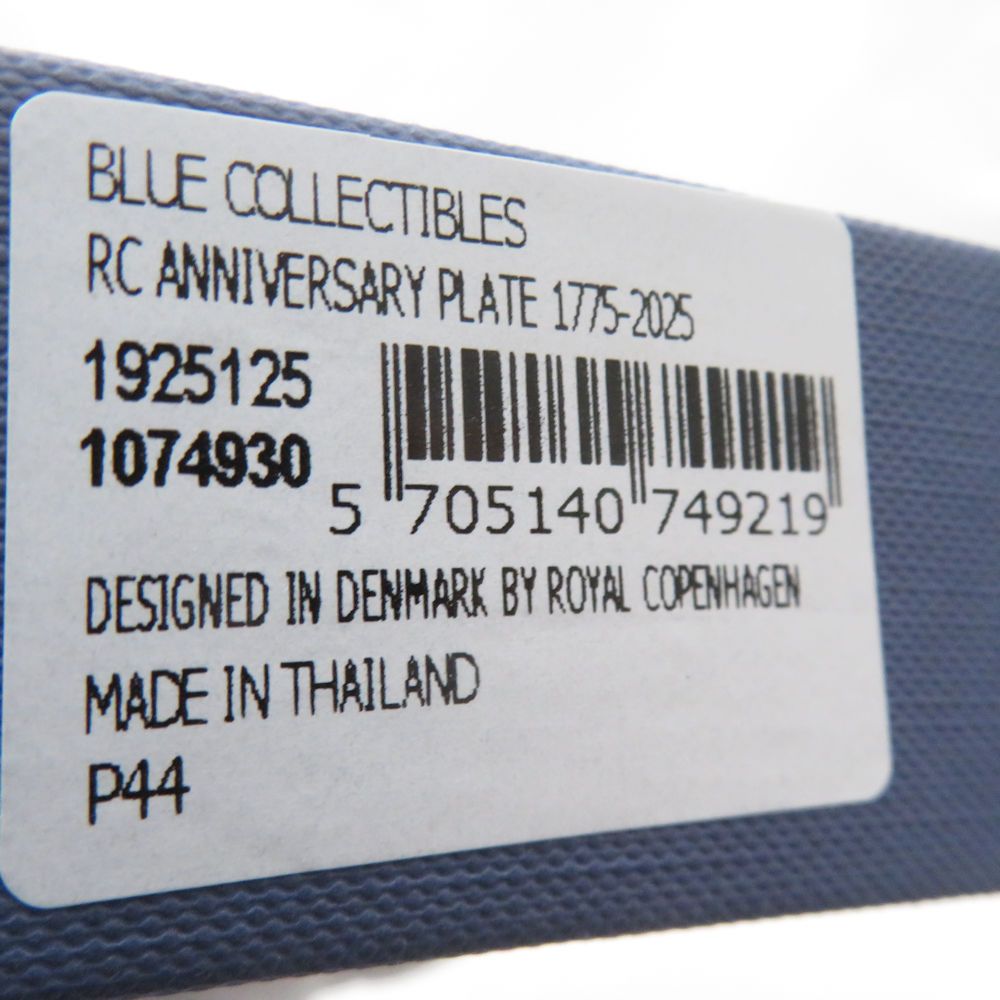 BLUE COLLECTIBLES
RC ANNIVERSARY PLATE 1775-2025
1925125
1074930
5 705140 749219
DESIGNED IN DENMARK BY ROYAL COPENHAGEN
MADE IN THAILAND
P44